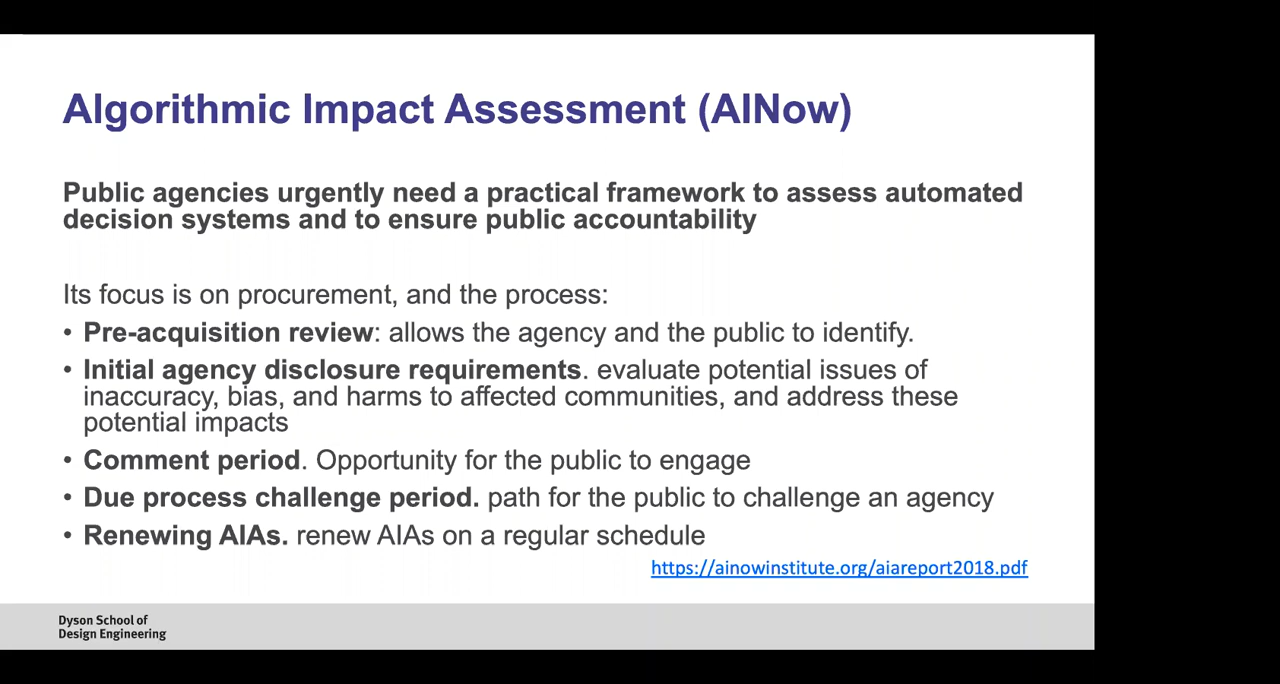 Algorithmic Impact Assessment (AINow)
Public agencies urgently need a practical framework to assess automated
decision systems and to ensure public accountability
Its focus is on procurement, and the process:
• Pre-acquisition review: allows the agency and the public to identify.
• Initial agency disclosure requirements. evaluate potential issues of
inaccuracy, bias, and harms to affected communities, and address these
potential impacts
• Comment period. Opportunity for the public to engage
• Due process challenge period. path for the public to challenge an agency
• Renewing AIAs. renew AIAs on a regular schedule
https://ainowinstitute.org/aiareport2018.pdf
Dyson School of
Design Engineering